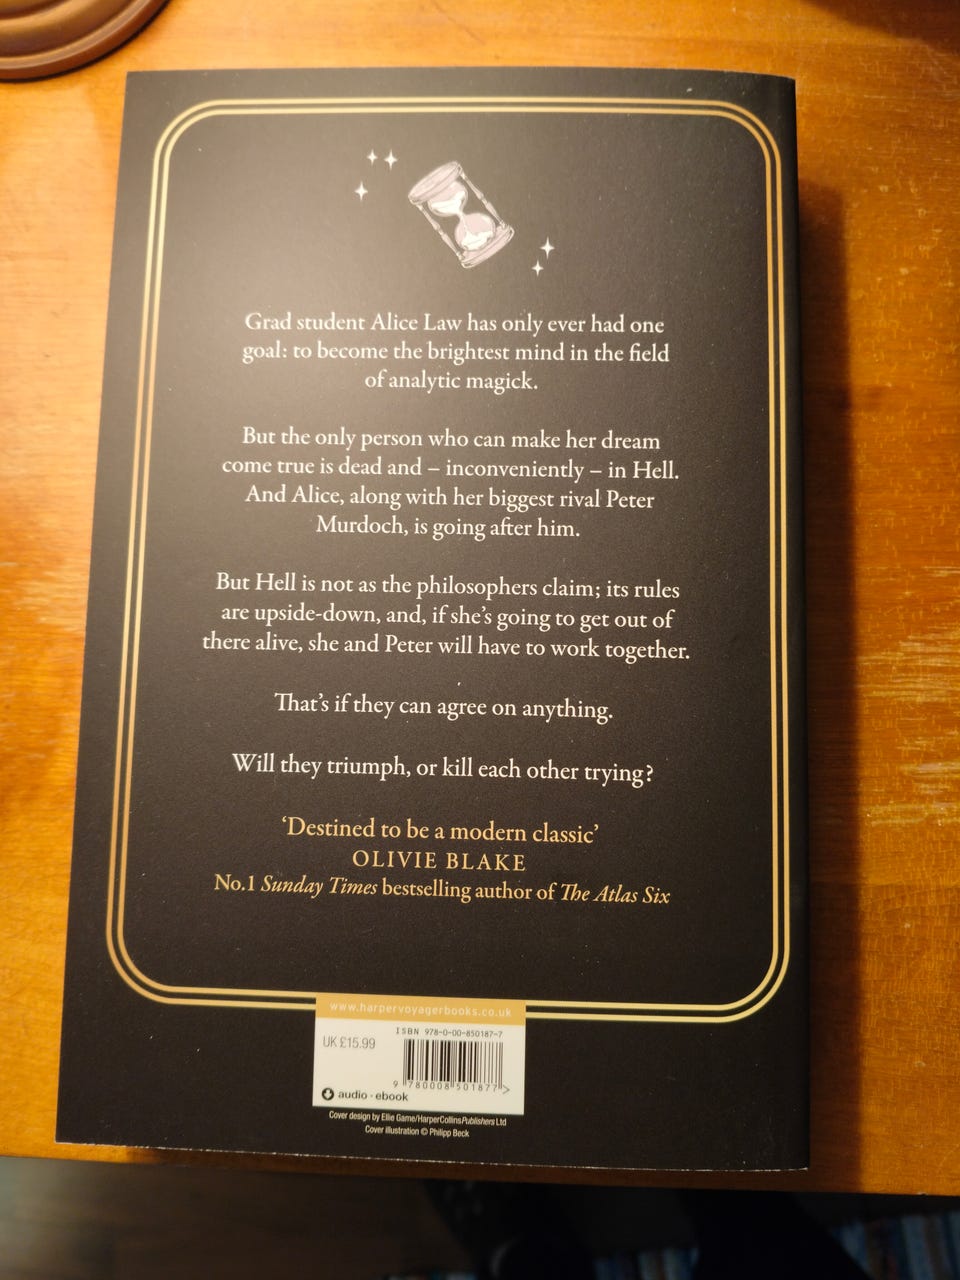 Grad student Alice Law has only ever had one
goal: to become the brightest mind in the field
of analytic magick.
But the only person who can make her dream
come true is dead and – inconveniently – in Hell.
And Alice, along with her biggest rival Peter
Murdoch, is going after him.
But Hell is not as the philosophers claim; its rules
are upside-down, and, if she's going to get out of
there alive, she and Peter will have to work together.
That's if they can agree on anything.
Will they triumph, or kill each other trying?
‘Destined to be a modern classic’
OLIVIE BLAKE
No.1 Sunday Times bestselling author of The Atlas Six
www.harpervoyagerbooks.co.uk
ISBN 978-0-00-850187-7
UK £15.99
9 780008 501877 >
audio · ebook
Cover design by Ellie Game/HarperCollinsPublishers Ltd
Cover illustration © Philipp Beck